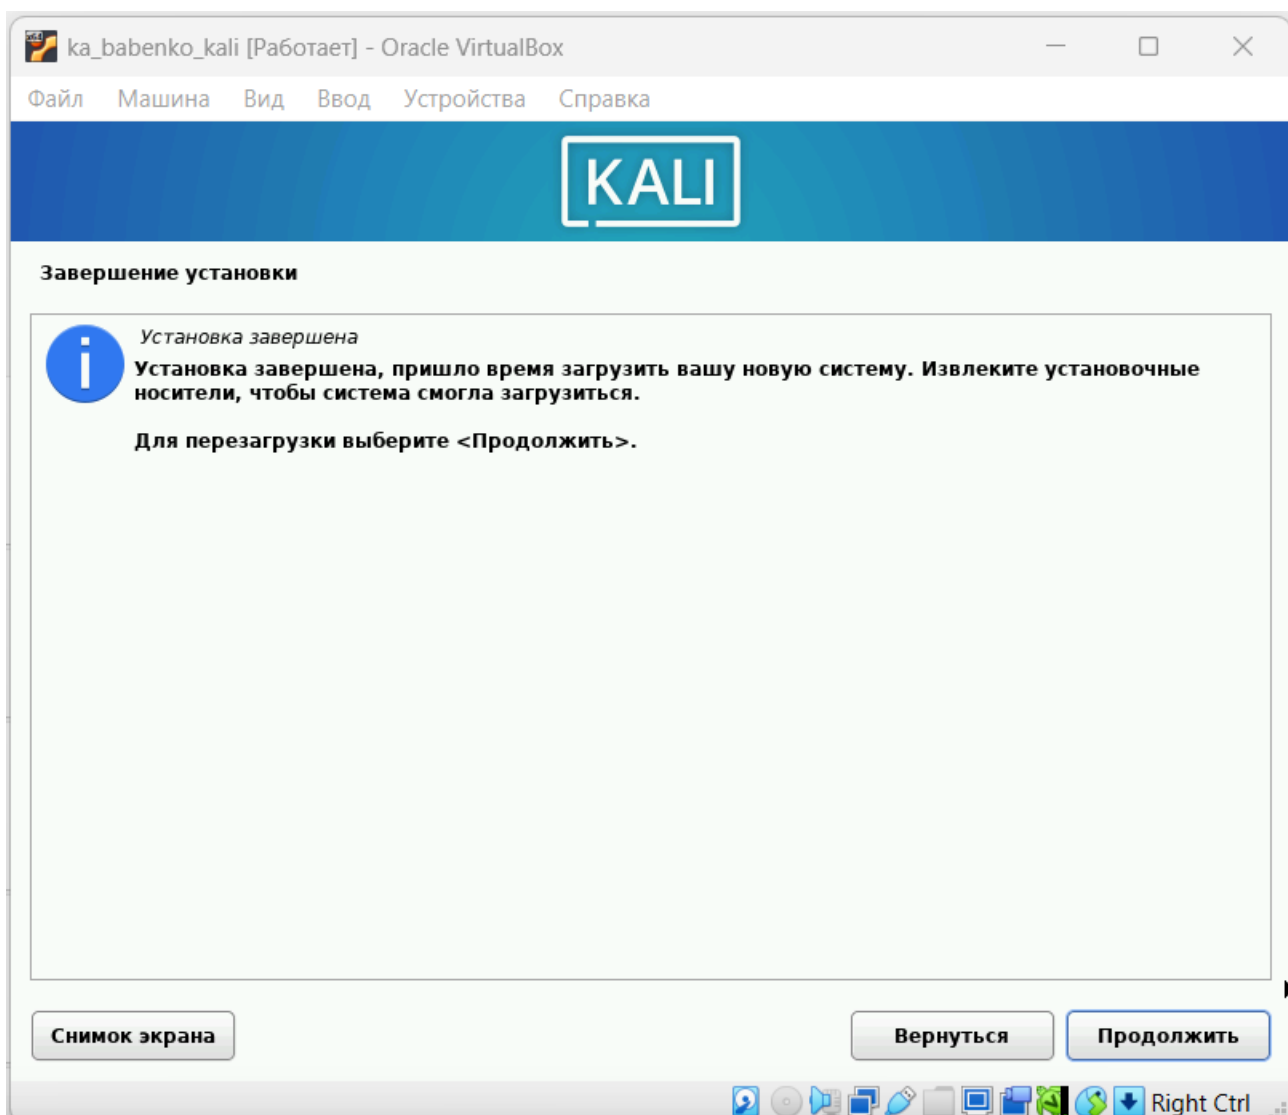 ka_babenko_kali [Работает] - Oracle VirtualBox
Файл Машина Вид Ввод Устройства Справка
KALI
Завершение установки
Установка завершена
Установка завершена, пришло время загрузить вашу новую систему. Извлеките установочные
носители, чтобы система смогла загрузиться.
Для перезагрузки выберите <Продолжить>.
Снимок экрана Вернуться Продолжить
Right Ctrl